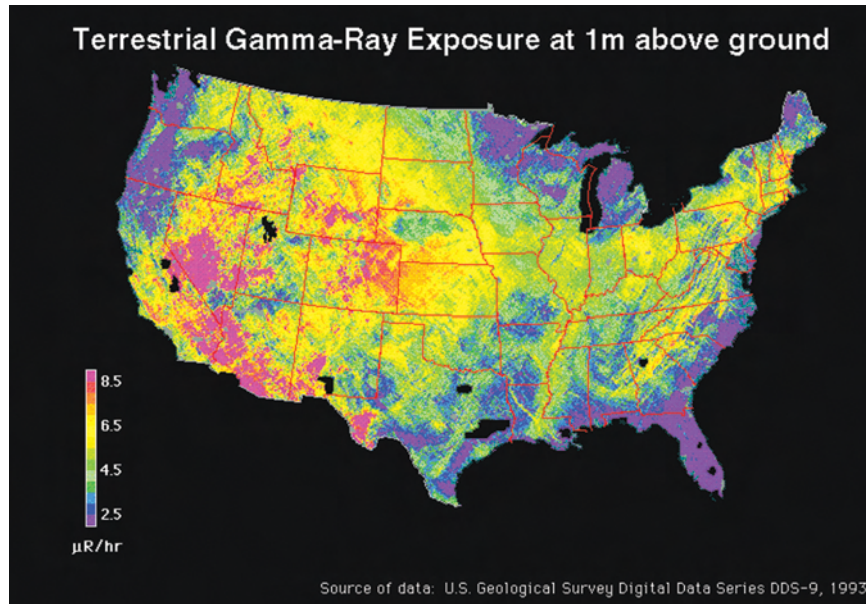 Terrestrial Gamma-Ray Exposure at 1m above ground
8.5
6.5
4.5
2.5
μR/hr
Source of data: U.S. Geological Survey Digital Data Series DDS-9, 1993